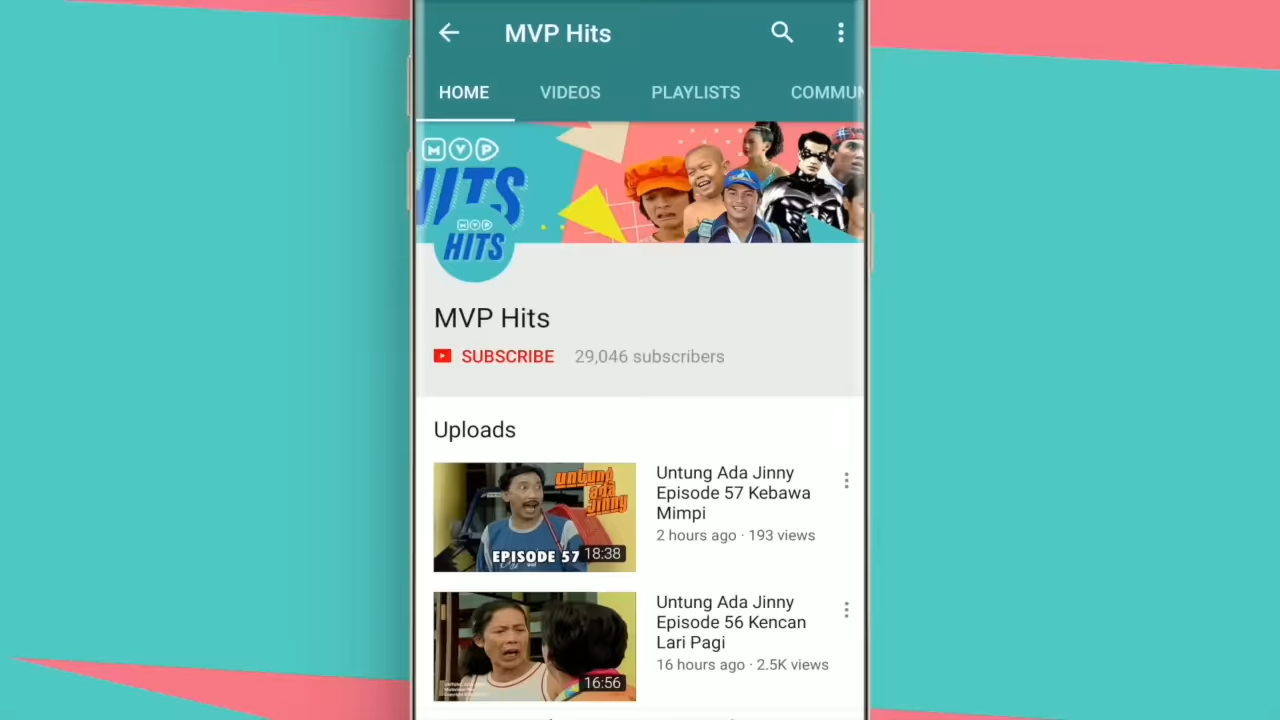 MVP Hits
HOME VIDEOS PLAYLISTS COMMUN
MVP
HITS
MVP
HITS
MVP Hits
SUBSCRIBE 29,046 subscribers
Uploads
untung
ada
Jinny
EPISODE 57 18:38
Untung Ada Jinny
Episode 57 Kebawa
Mimpi
2 hours ago · 193 views
16:56
Untung Ada Jinny
Episode 56 Kencan
Lari Pagi
16 hours ago · 2.5K views